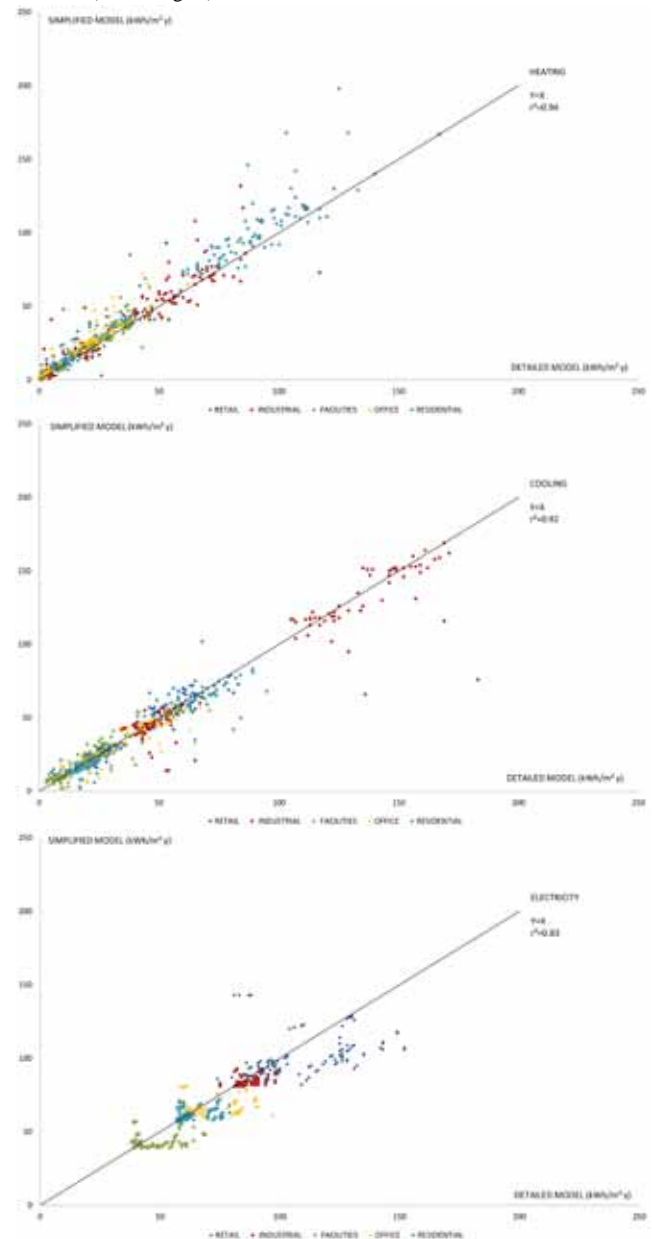 250
SIMPLIFIED MODEL (kWh/m² y)
HEATING
Y=X
r²=0.94
200
150
100
50
0
DETAILED MODEL (kWh/m² y)
0 50 100 150 200 250
RETAIL INDUSTRIAL FACILITIES OFFICE RESIDENTIAL
250
SIMPLIFIED MODEL (kWh/m² y)
COOLING
Y=X
r²=0.92
200
150
100
50
0
DETAILED MODEL (kWh/m² y)
0 50 100 150 200 250
RETAIL INDUSTRIAL FACILITIES OFFICE RESIDENTIAL
250
SIMPLIFIED MODEL (kWh/m² y)
ELECTRICITY
Y=X
r²=0.83
200
150
100
50
0
DETAILED MODEL (kWh/m² y)
0 50 100 150 200 250
RETAIL INDUSTRIAL FACILITIES OFFICE RESIDENTIAL